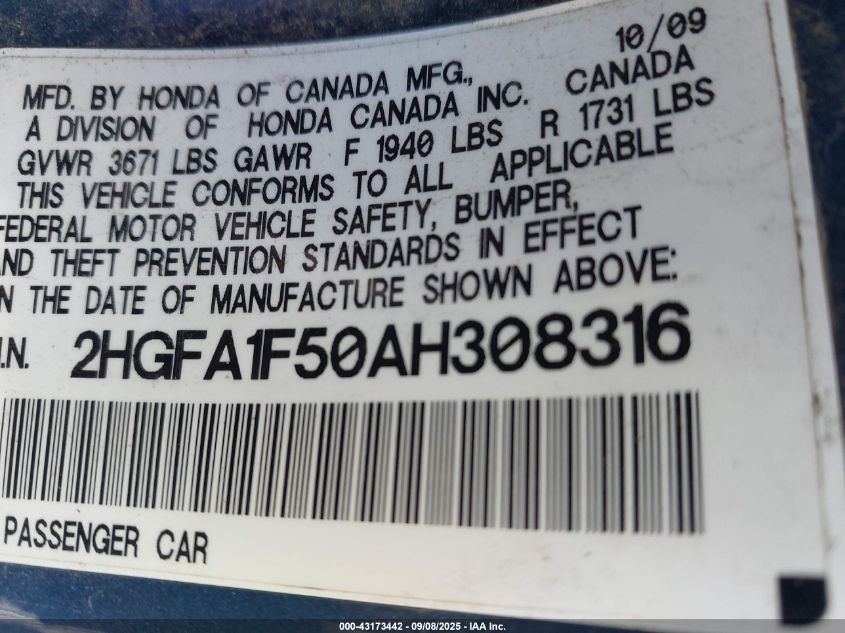 10/09
MFD. BY HONDA OF CANADA MFG.,
A DIVISION OF HONDA CANADA INC. CANADA
GVWR 3671 LBS GAWR F 1940 LBS R 1731 LBS
THIS VEHICLE CONFORMS TO ALL APPLICABLE
FEDERAL MOTOR VEHICLE SAFETY, BUMPER,
ND THEFT PREVENTION STANDARDS IN EFFECT
N THE DATE OF MANUFACTURE SHOWN ABOVE:
I.N. 2HGFA1F50AH308316
PASSENGER CAR
000-43173442 - 09/08/2025 - IAA Inc.